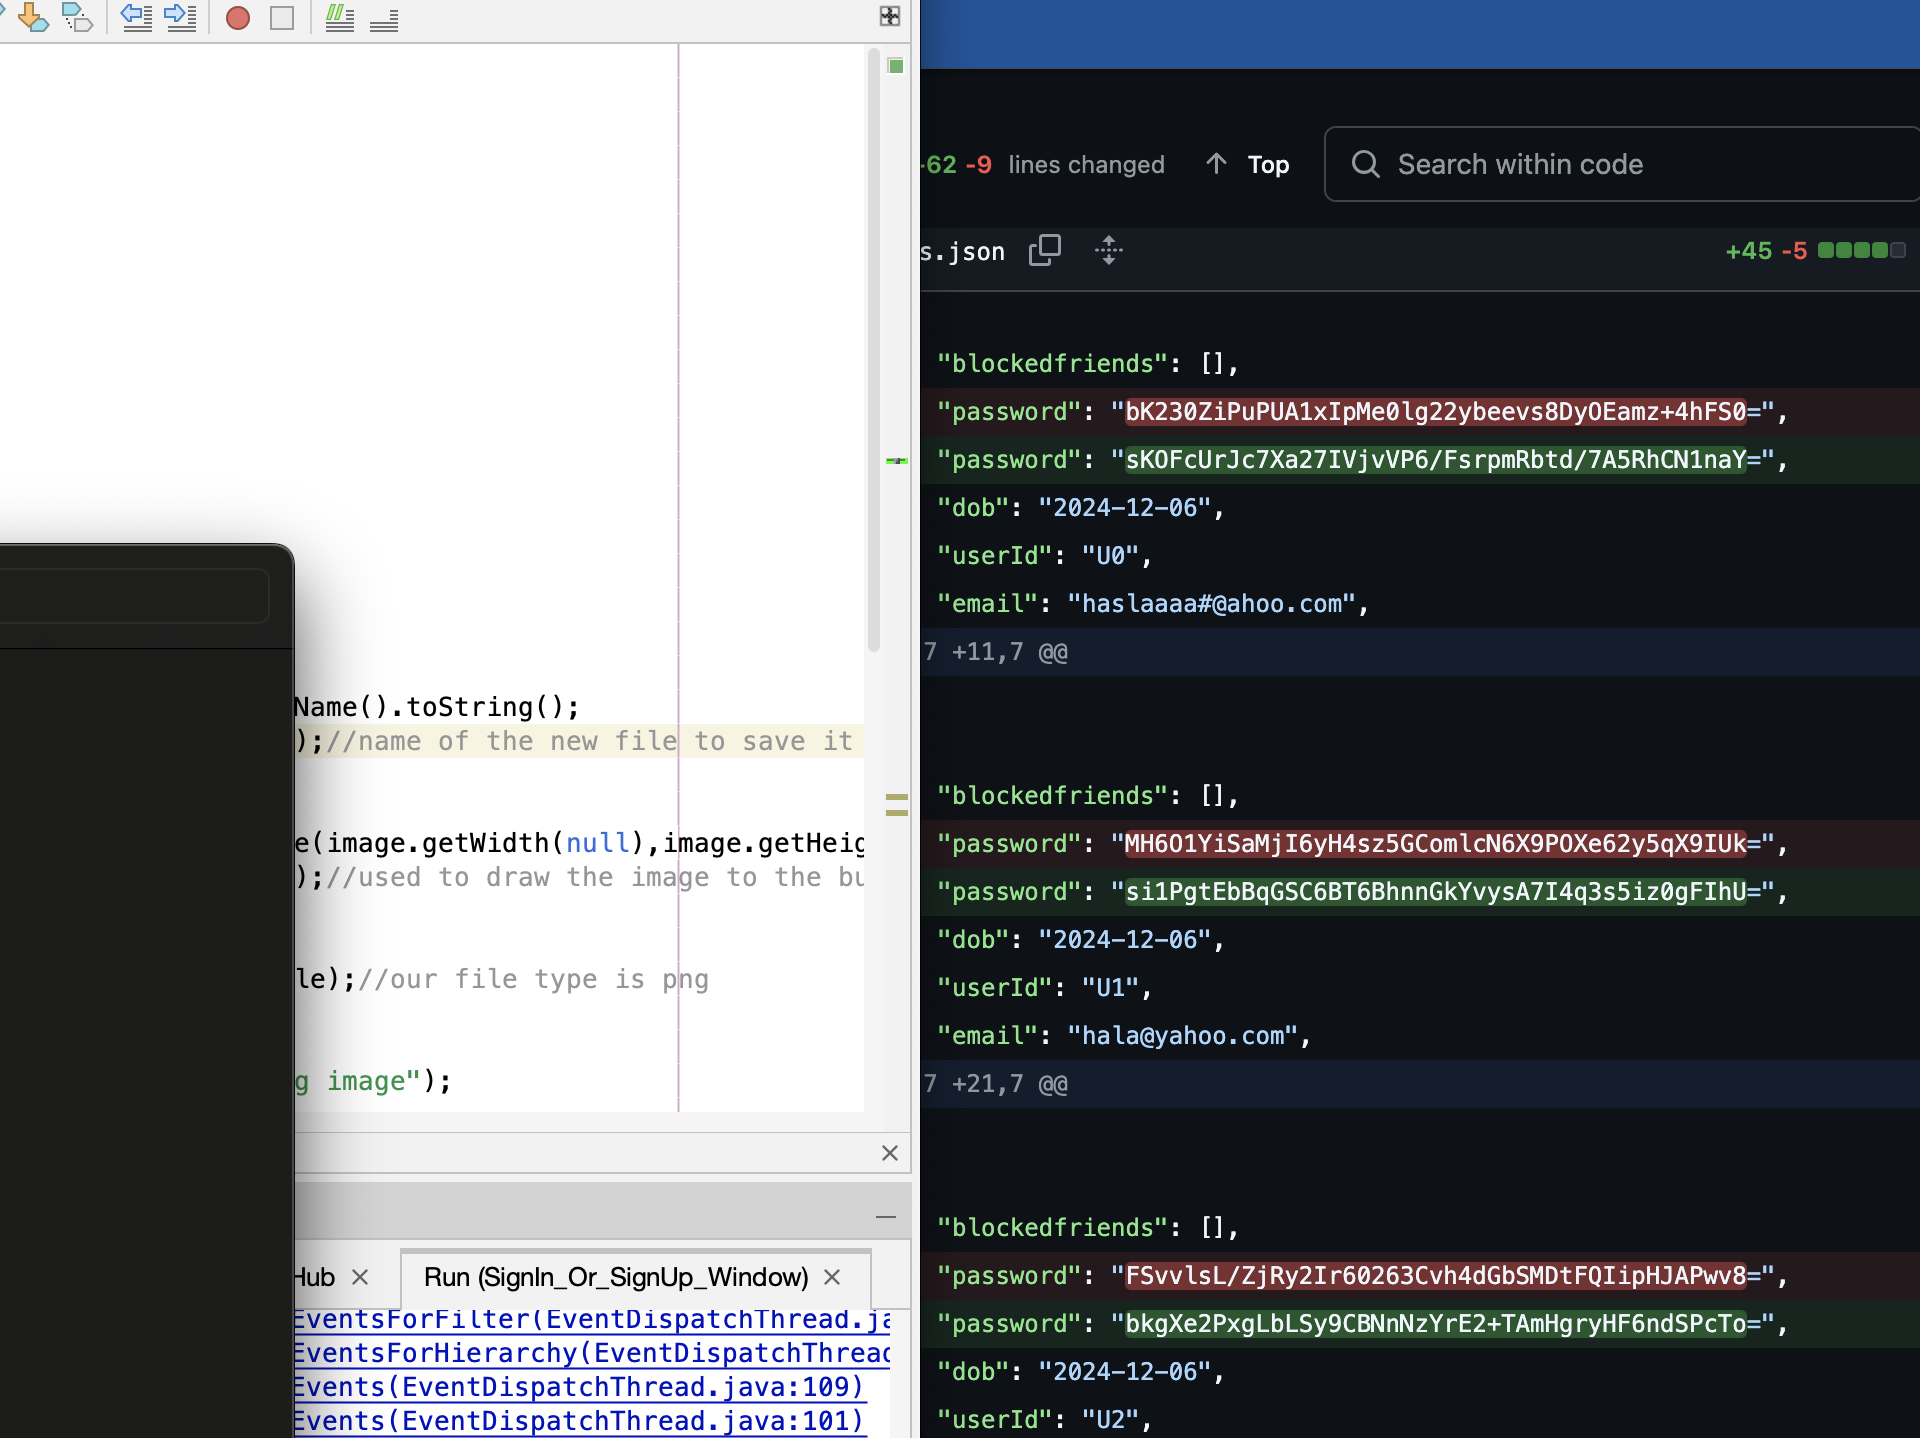 Name().toString();
);//name of the new file to save it
e(image.getWidth(null),image.getHeig
);//used to draw the image to the bu
le);//our file type is png
g image");
Hub
Run (SignIn_Or_SignUp_Window)
EventsForFilter(EventDispatchThread.ja
EventsForHierarchy(EventDispatchThread
Events(EventDispatchThread.java:109)
Events(EventDispatchThread.java:101)
-62 -9 lines changed
Top
Search within code
s.json
+45 -5
"blockedfriends": [],
"password": "bK230ZiPuPUA1xIpMe0lg22ybeevs8DyOEamz+4hFS0=",
"password": "sKOFcUrJc7Xa27IVjvVP6/FsrpmRbtd/7A5RhCN1naY=",
"dob": "2024-12-06",
"userId": "U0",
"email": "haslaaaa#@ahoo.com",
7 +11,7 @@
"blockedfriends": [],
"password": "MH6O1YiSaMjI6yH4sz5GComlcN6X9POXe62y5qX9IUk=",
"password": "si1PgtEbBqGSC6BT6BhnnGkYvysA7I4q3s5iz0gFIhU=",
"dob": "2024-12-06",
"userId": "U1",
"email": "hala@yahoo.com",
7 +21,7 @@
"blockedfriends": [],
"password": "FSvvlsL/ZjRy2Ir60263Cvh4dGbSMDtFQIipHJAPwv8=",
"password": "bkgXe2PxgLbLSy9CBNnNzYrE2+TAmHgryHF6ndSPcTo=",
"dob": "2024-12-06",
"userId": "U2",